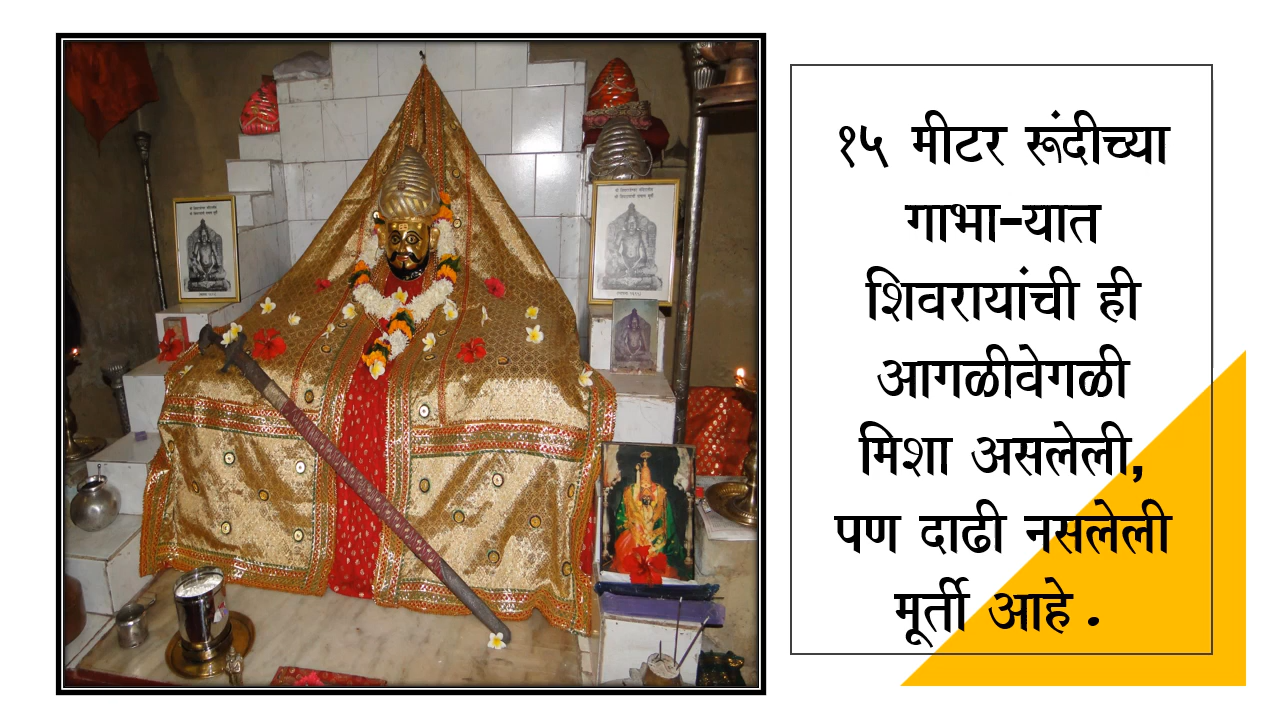 १५ मीटर रूंदीच्या
गाभा-यात
शिवरायांची ही
आगळीवेगळी
मिशा असलेली,
पण दाढी नसलेली
मूर्ती आहे .